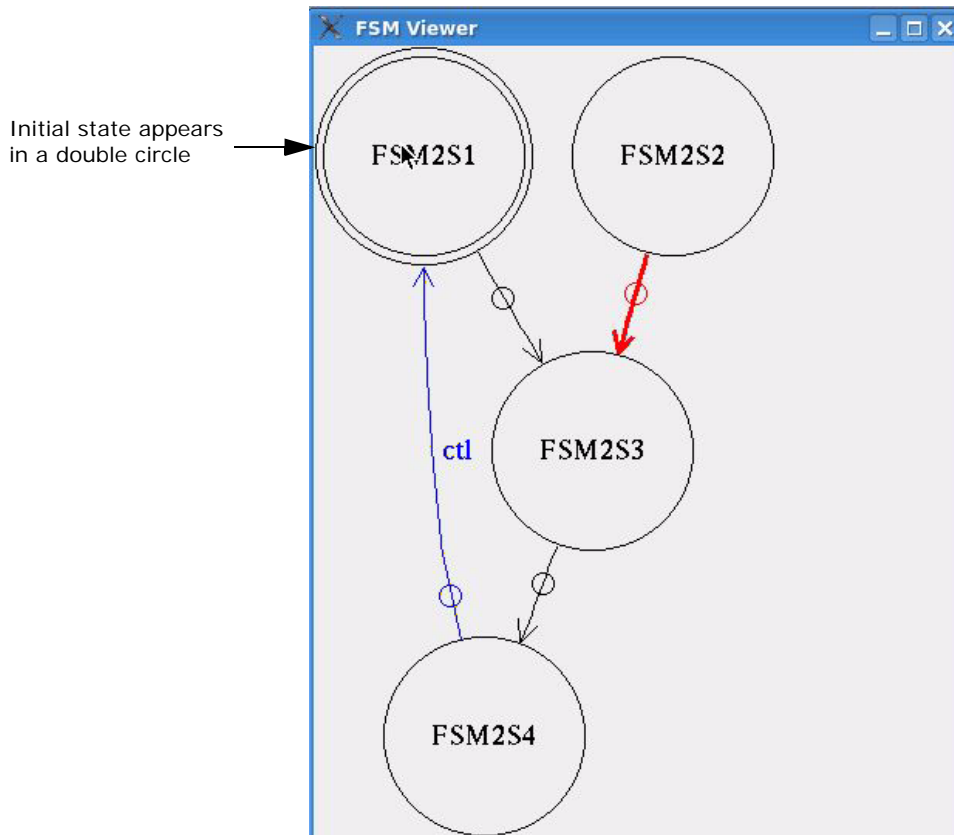 FSM Viewer
Initial state appears
in a double circle
FSM2S1
FSM2S2
ctl
FSM2S3
FSM2S4